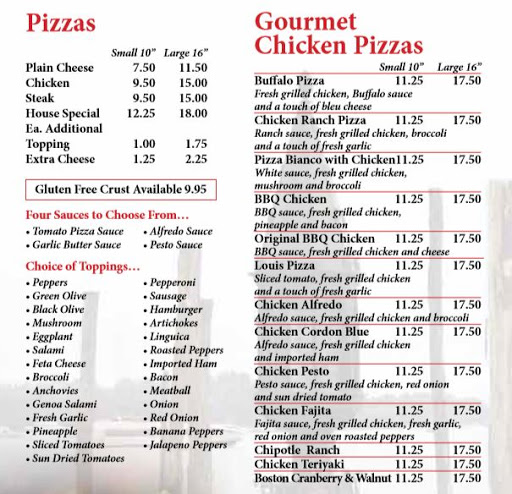 Pizzas
Small 10" Large 16"
Plain Cheese 7.50 11.50
Chicken 9.50 15.00
Steak 9.50 15.00
House Special 12.25 18.00
Ea. Additional
Topping 1.00 1.75
Extra Cheese 1.25 2.25
Gluten Free Crust Available 9.95
Four Sauces to Choose From...
• Tomato Pizza Sauce • Alfredo Sauce
• Garlic Butter Sauce • Pesto Sauce
Choice of Toppings...
• Peppers • Pepperoni
• Green Olive • Sausage
• Black Olive • Hamburger
• Mushroom • Artichokes
• Eggplant • Linguica
• Salami • Roasted Peppers
• Feta Cheese • Imported Ham
• Broccoli • Bacon
• Anchovies • Meatball
• Genoa Salami • Onion
• Fresh Garlic • Red Onion
• Pineapple • Banana Peppers
• Sliced Tomatoes • Jalapeno Peppers
• Sun Dried Tomatoes
Gourmet
Chicken Pizzas
Small 10" Large 16"
Buffalo Pizza 11.25 17.50
Fresh grilled chicken, Buffalo sauce
and a touch of bleu cheese
Chicken Ranch Pizza 11.25 17.50
Ranch sauce, fresh grilled chicken, broccoli
and a touch of fresh garlic
Pizza Bianco with Chicken11.25 17.50
White sauce, fresh grilled chicken,
mushroom and broccoli
BBQ Chicken 11.25 17.50
BBQ sauce, fresh grilled chicken,
pineapple and bacon
Original BBQ Chicken 11.25 17.50
BBQ sauce, fresh grilled chicken and cheese
Louis Pizza 11.25 17.50
Sliced tomato, fresh grilled chicken
and a touch of fresh garlic
Chicken Alfredo 11.25 17.50
Alfredo sauce, fresh grilled chicken and broccoli
Chicken Cordon Blue 11.25 17.50
Alfredo sauce, fresh grilled chicken
and imported ham
Chicken Pesto 11.25 17.50
Pesto sauce, fresh grilled chicken, red onion
and sun dried tomato
Chicken Fajita 11.25 17.50
Fajita sauce, fresh grilled chicken, fresh garlic,
red onion and oven roasted peppers
Chipotle Ranch 11.25 17.50
Chicken Teriyaki 11.25 17.50
Boston Cranberry & Walnut 11.25 17.50